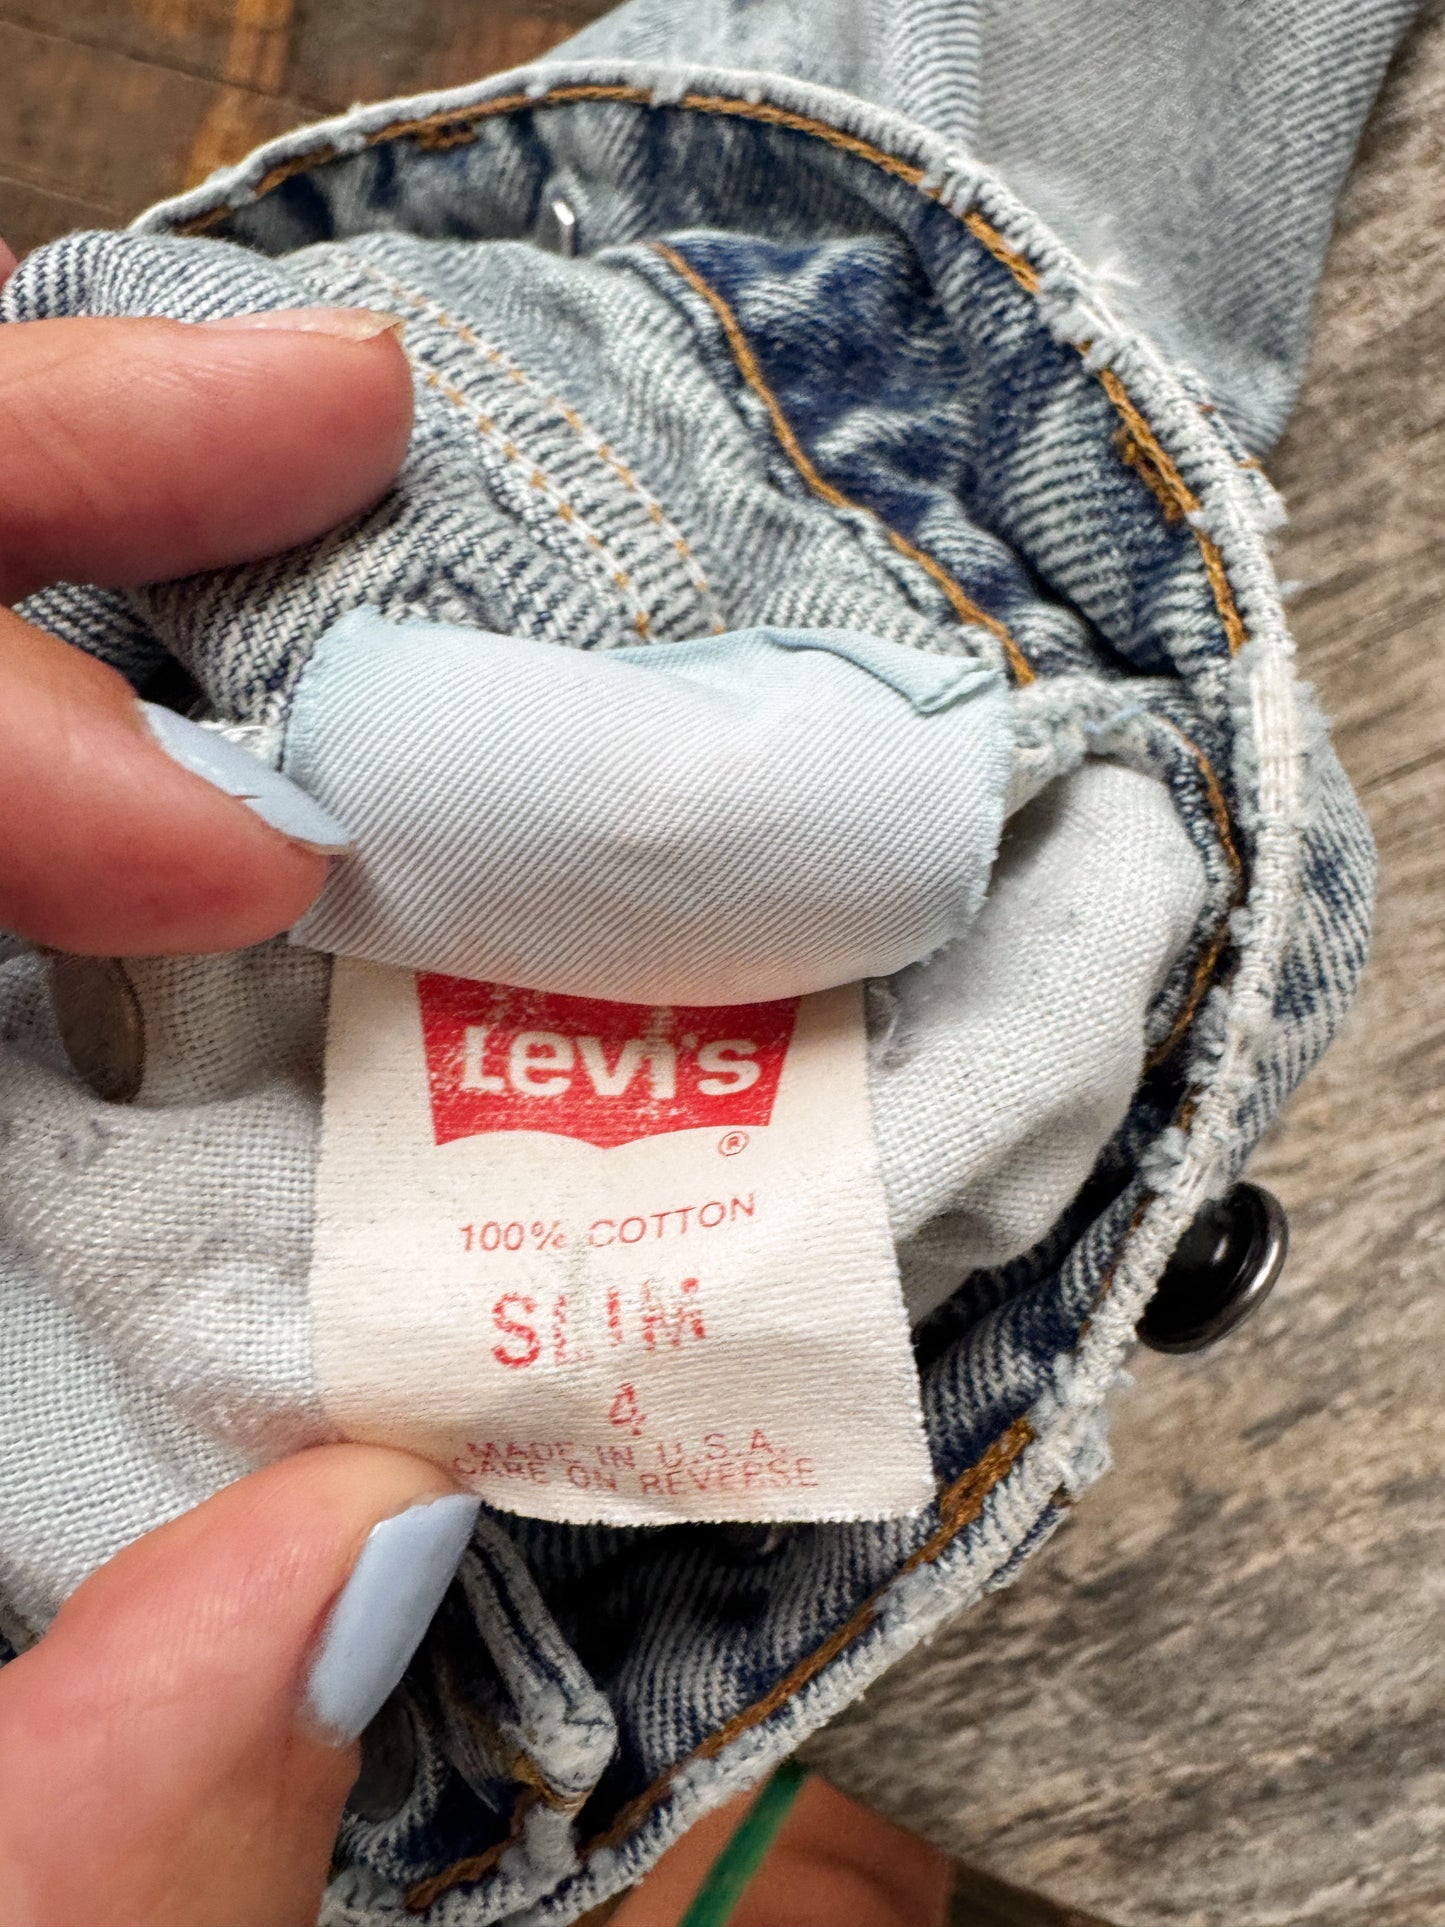 Levi's
®
100% COTTON
SLIM
4
MADE IN U.S.A.
CARE ON REVERSE